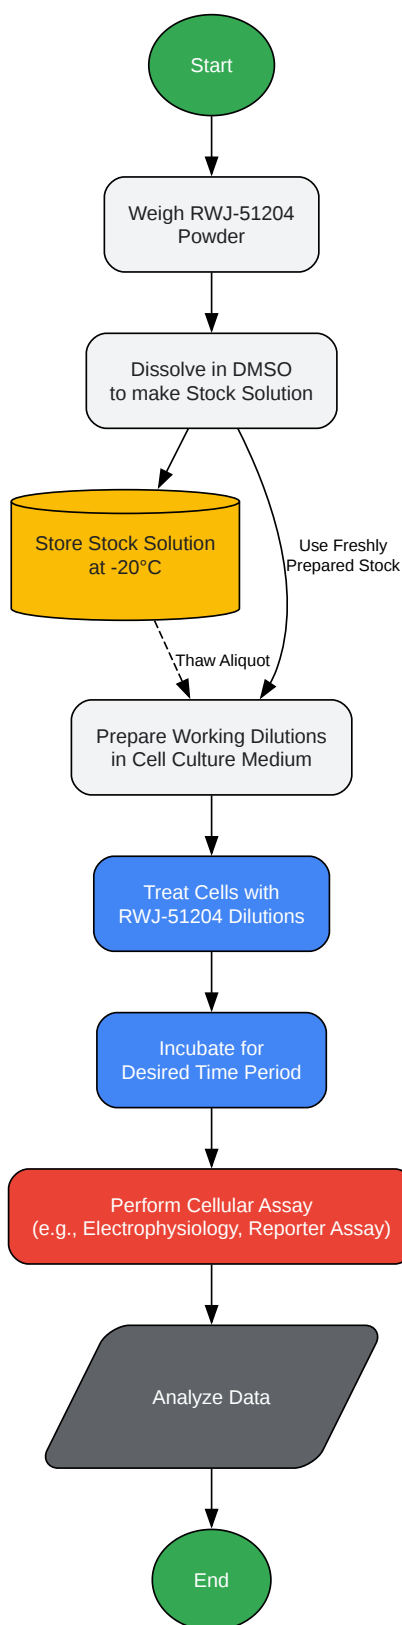 Start
Weigh RWJ-51204
Powder
Dissolve in DMSO
to make Stock Solution
Store Stock Solution
at -20°C
Use Freshly
Prepared Stock
Thaw Aliquot
Prepare Working Dilutions
in Cell Culture Medium
Treat Cells with
RWJ-51204 Dilutions
Incubate for
Desired Time Period
Perform Cellular Assay
(e.g., Electrophysiology, Reporter Assay)
Analyze Data
End